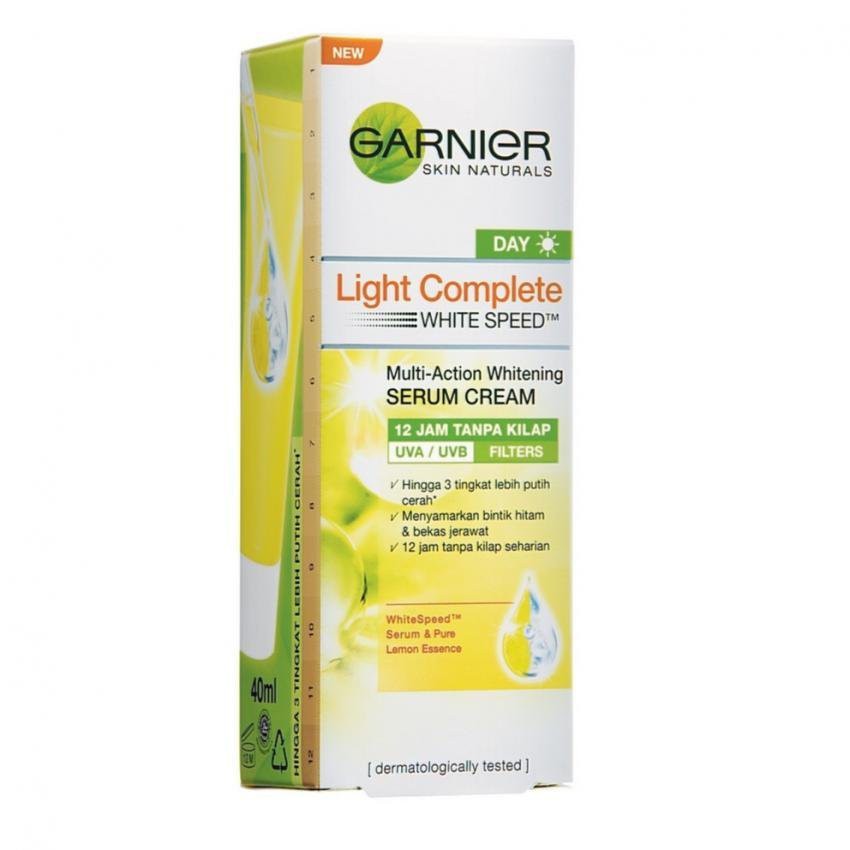 NEW
GARNIER
SKIN NATURALS
DAY
Light Complete
WHITE SPEED™
Multi-Action Whitening
SERUM CREAM
12 JAM TANPA KILAP
UVA / UVB FILTERS
√ Hingga 3 tingkat lebih putih
cerah*
√ Menyamarkan bintik hitam
& bekas jerawat
√ 12 jam tanpa kilap seharian
WhiteSpeed™
Serum & Pure
Lemon Essence
[ dermatologically tested ]
1
2
3
4
5
6
7
8
9
10
11
12
HINGGA 3 TINGKAT LEBIH PUTIH CERAH*
40ml
12 M